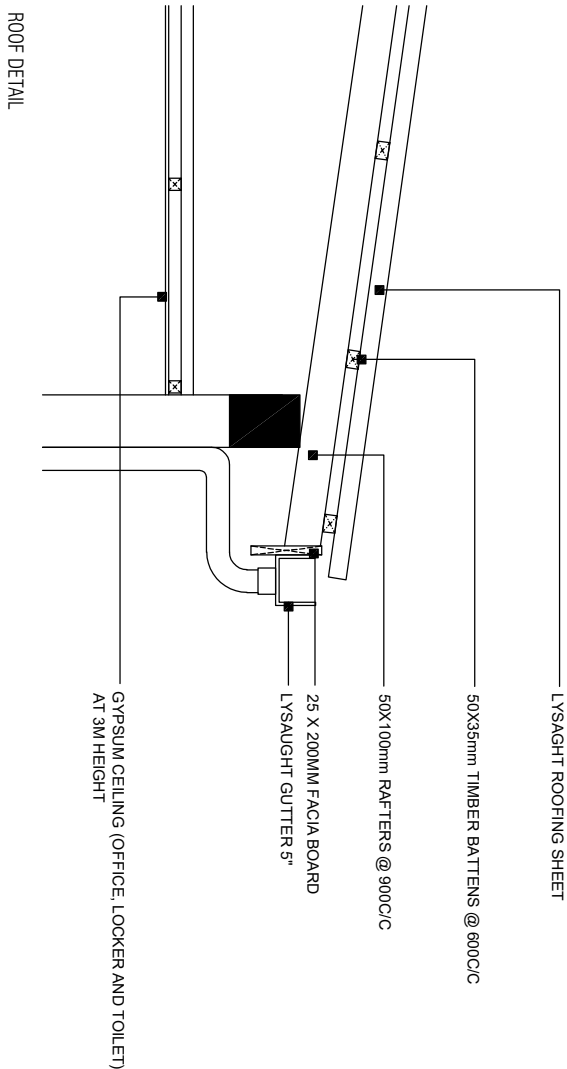 LYSAGHT ROOFING SHEET
50X35mm TIMBER BATTENS @ 600C/C
50X100mm RAFTERS @ 900C/C
25 X 200MM FACIA BOARD
LYSAUGHT GUTTER 5"
GYPSUM CEILING (OFFICE, LOCKER AND TOILET)
AT 3M HEIGHT
ROOF DETAIL